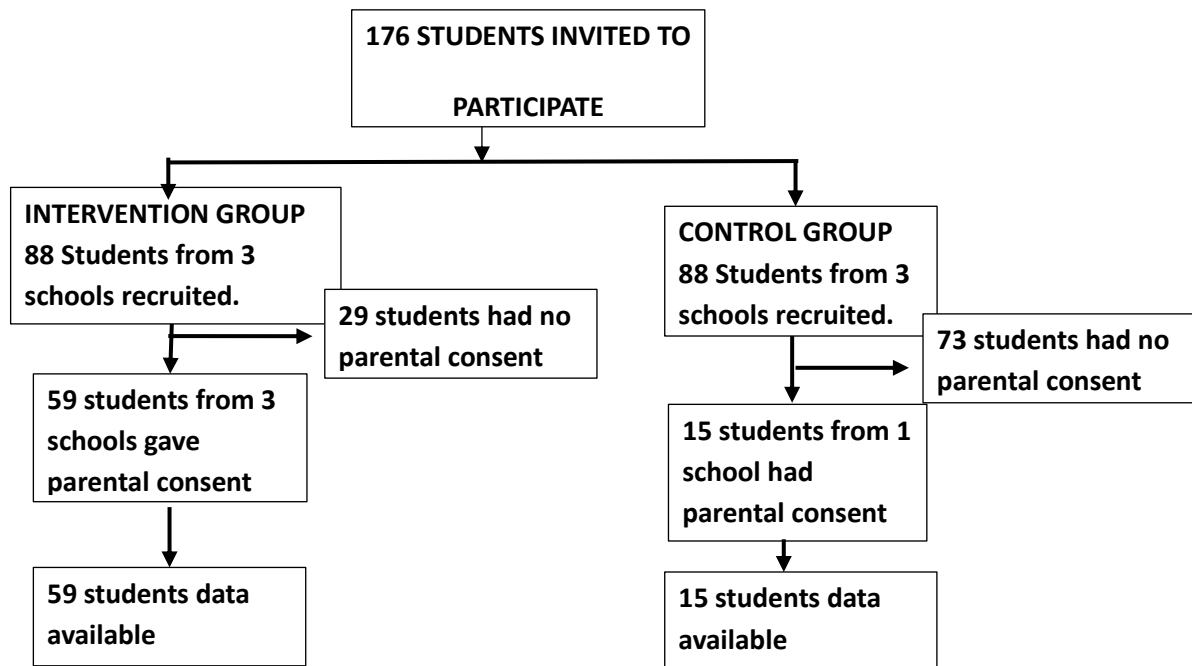 176 STUDENTS INVITED TO
PARTICIPATE
INTERVENTION GROUP
88 Students from 3
schools recruited.
29 students had no
parental consent
59 students from 3
schools gave
parental consent
59 students data
available
CONTROL GROUP
88 Students from 3
schools recruited.
73 students had no
parental consent
15 students from 1
school had
parental consent
15 students data
available